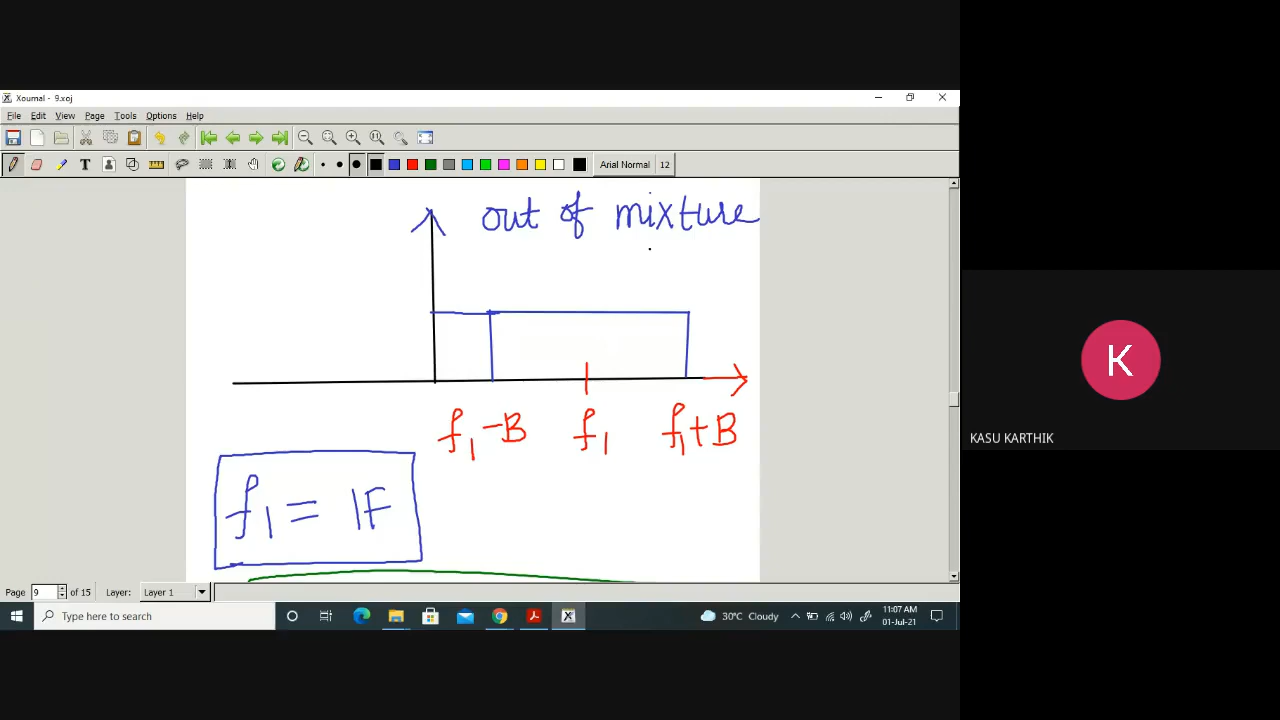 Xournal - 9.xoj
File Edit View Page Tools Options Help
Arial Normal 12
out of mixture
f1-B f1 f1+B
f1 = IF
K
KASU KARTHIK
Page 9 of 15 Layer: Layer 1
Type here to search
30°C Cloudy
11:07 AM
01-Jul-21